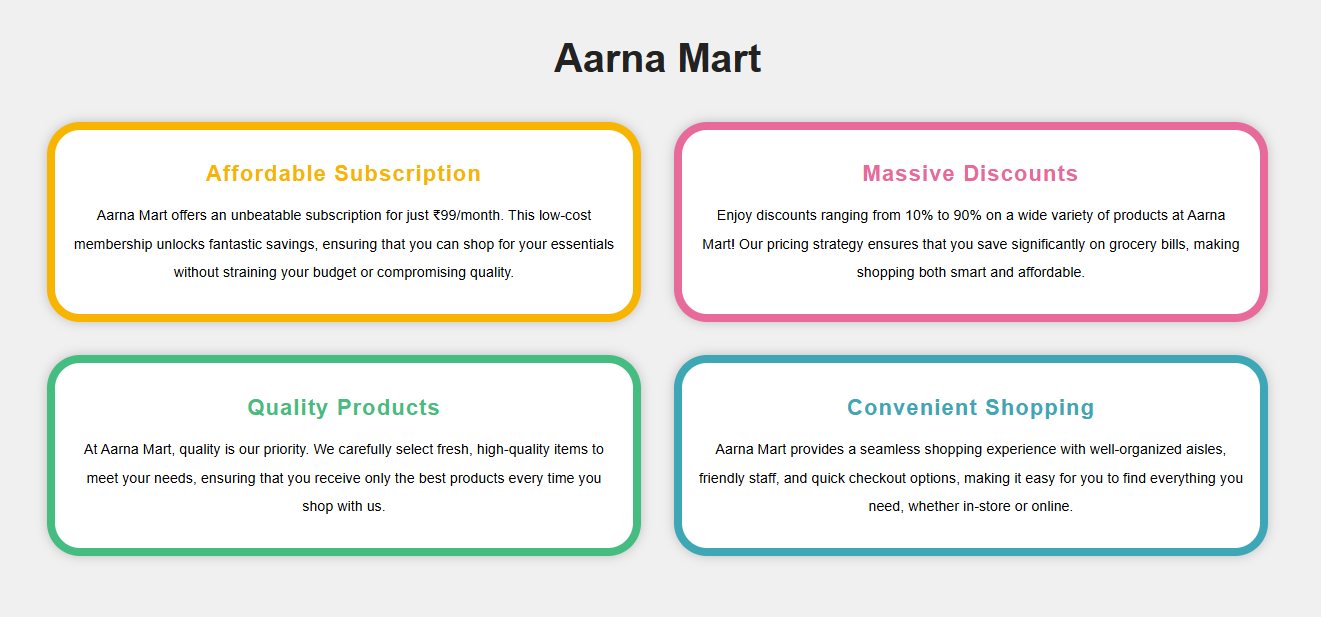 Aarna Mart
Affordable Subscription
Aarna Mart offers an unbeatable subscription for just ₹99/month. This low-cost
membership unlocks fantastic savings, ensuring that you can shop for your essentials
without straining your budget or compromising quality.
Massive Discounts
Enjoy discounts ranging from 10% to 90% on a wide variety of products at Aarna
Mart! Our pricing strategy ensures that you save significantly on grocery bills, making
shopping both smart and affordable.
Quality Products
At Aarna Mart, quality is our priority. We carefully select fresh, high-quality items to
meet your needs, ensuring that you receive only the best products every time you
shop with us.
Convenient Shopping
Aarna Mart provides a seamless shopping experience with well-organized aisles,
friendly staff, and quick checkout options, making it easy for you to find everything you
need, whether in-store or online.